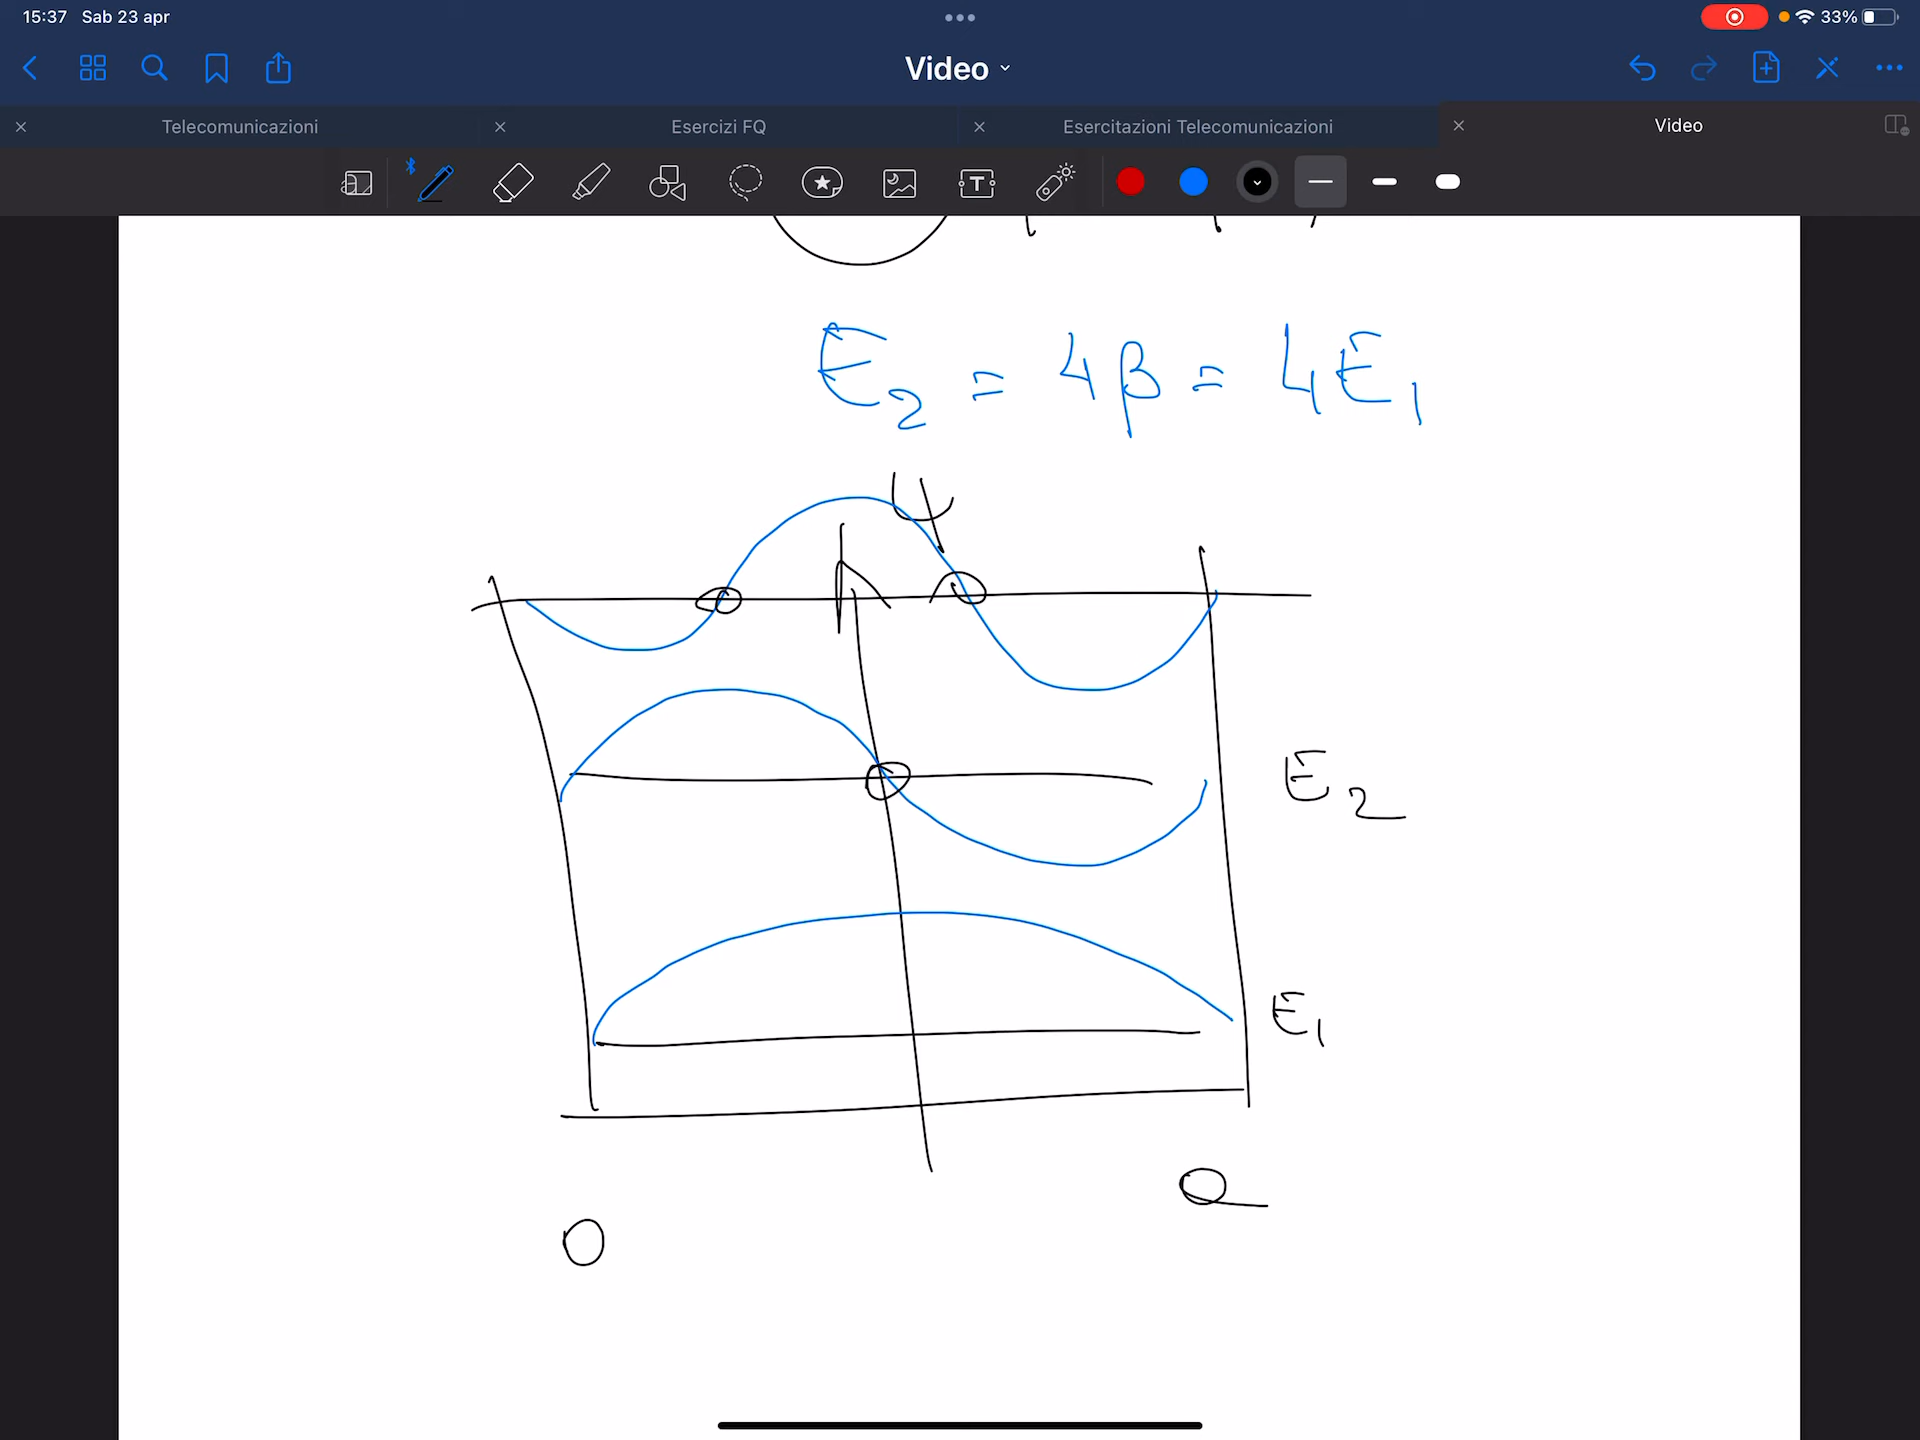 15:37 Sab 23 apr 33%
Video
Telecomunicazioni Esercizi FQ Esercitazioni Telecomunicazioni Video
E₂ = 4β = 4E₁
E₂
E₁
a
0